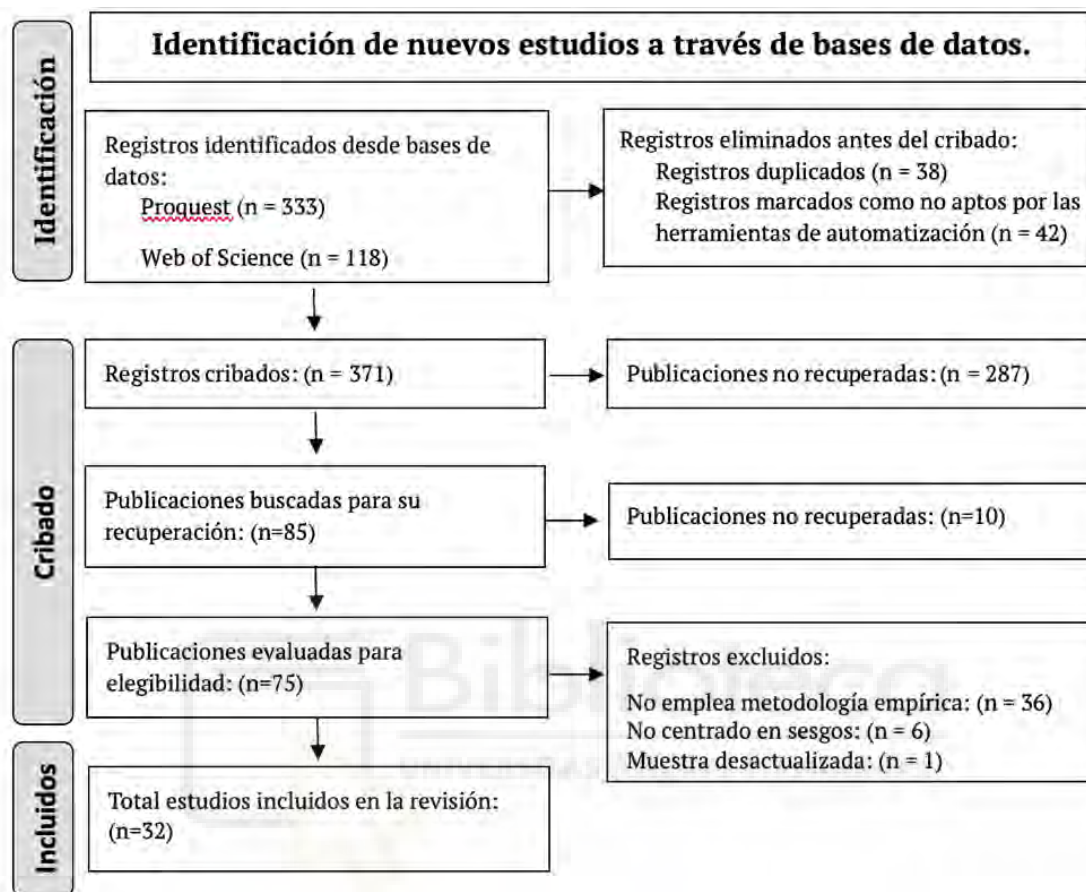 Identificación de nuevos estudios a través de bases de datos.
Identificación
Registros identificados desde bases de
datos:
Proquest (n = 333)
Web of Science (n = 118)
Registros eliminados antes del cribado:
Registros duplicados (n = 38)
Registros marcados como no aptos por las
herramientas de automatización (n = 42)
Cribado
Registros cribados: (n = 371)
Publicaciones no recuperadas: (n = 287)
Publicaciones buscadas para su
recuperación: (n=85)
Publicaciones no recuperadas: (n=10)
Publicaciones evaluadas para
elegibilidad: (n=75)
Registros excluidos:
No emplea metodología empírica: (n = 36)
No centrado en sesgos: (n = 6)
Muestra desactualizada: (n = 1)
Incluidos
Total estudios incluidos en la revisión:
(n=32)
Biblioteca